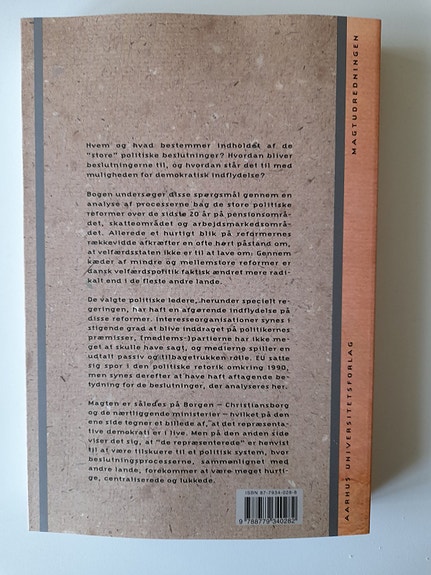 Hvem og hvad bestemmer indholdet af de
"store" politiske beslutninger? Hvordan bliver
beslutningerne til, og hvordan står det til med
muligheden for demokratisk indflydelse?
Bogen undersøger disse spørgsmål gennem en
analyse af processerne bag de store politiske
reformer over de sidste 20 år på pensionsområ-
det, skatteområdet og arbejdsmarkedsområdet.
Allerede et hurtigt blik på reformernes
rækkevidde afkræfter en ofte hørt påstand om,
at velfærdsstaten ikke er til at lave om: Gennem
kæder af mindre og mellemstore reformer er
dansk velfærdspolitik faktisk ændret mere radi-
kalt end i de fleste andre lande.
De valgte politiske ledere, herunder specielt re-
geringen, har haft en afgørende indflydelse på
disse reformer. Interesseorganisationer synes i
stigende grad at blive inddraget på politikernes
præmisser, (medlems-)partierne har ikke me-
get at skulle have sagt, og medierne spiller en
udtalt passiv og tilbagetrukken rolle. EU satte
sig spor i den politiske retorik omkring 1990,
men synes derefter at have haft aftagende be-
tydning for de beslutninger, der analyseres her.
Magten er således på Borgen – Christiansborg
og de nærtliggende ministerier – hvilket på den
ene side tegner et billede af, at det repræsenta-
tive demokrati er i live. Men på den anden side
viser det sig, at "de repræsenterede" er henvist
til at være tilskuere til et politisk system, hvor
beslutningsprocesserne, sammenlignet med
andre lande, forekommer at være meget hurti-
ge, centraliserede og lukkede.
ISBN 87-7934-028-8
9 788779 340282
MAGTUDREDNINGEN
AARHUS UNIVERSITETSFORLAG